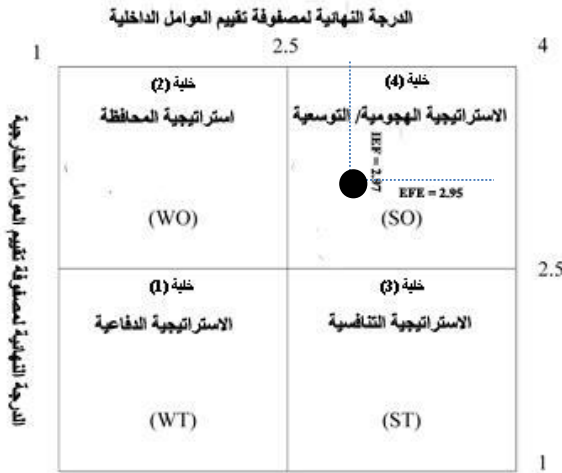 الدرجة النهائية لمصفوفة تقييم العوامل الداخلية
1
2.5
4
خلية (2)
خلية (4)
استراتيجية المحافظة
الاستراتيجية الهجومية/ التوسعية
IEF = 2.97
EFE = 2.95
(WO)
(SO)
الدرجة النهائية لمصفوفة تقييم العوامل الخارجية
2.5
خلية (1)
خلية (3)
الاستراتيجية الدفاعية
الاستراتيجية التنافسية
(WT)
(ST)
1